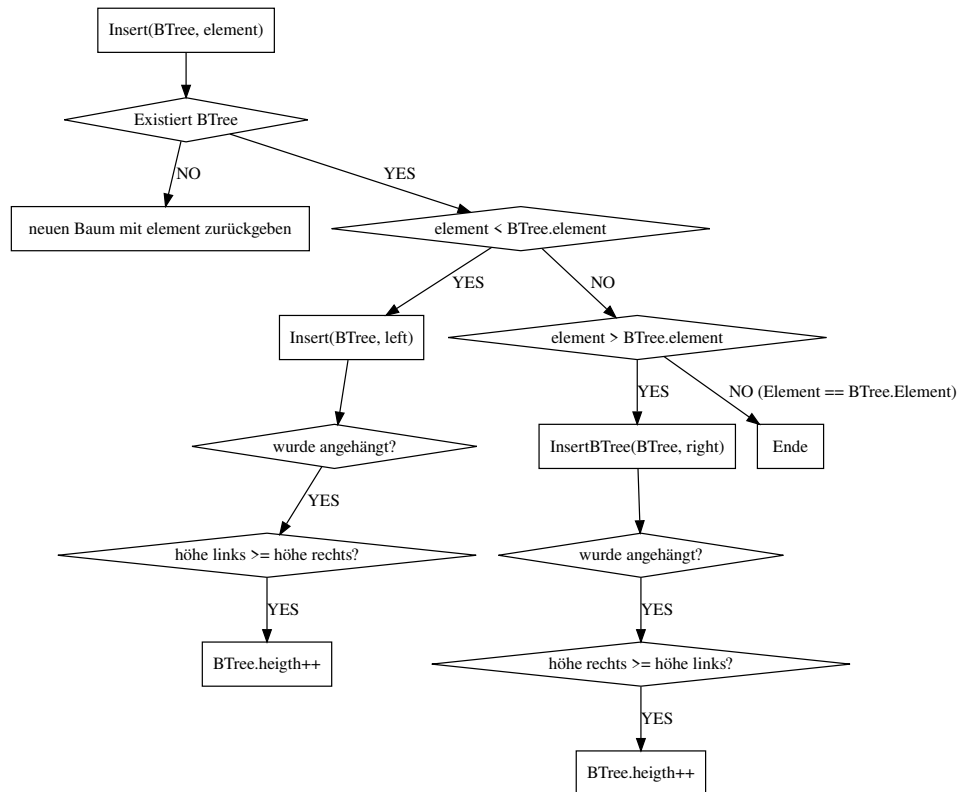 Insert(BTree, element)
Existiert BTree
NO
YES
neuen Baum mit element zurückgeben
element < BTree.element
YES
NO
Insert(BTree, left)
element > BTree.element
YES
NO (Element == BTree.Element)
wurde angehängt?
InsertBTree(BTree, right)
Ende
YES
höhe links >= höhe rechts?
wurde angehängt?
YES
YES
BTree.heigth++
höhe rechts >= höhe links?
YES
BTree.heigth++